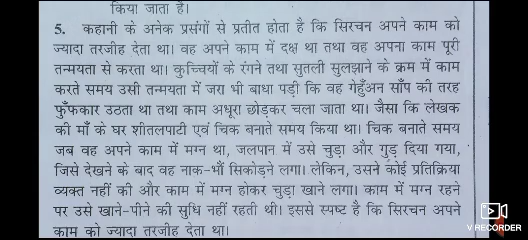 किया जाता है।
5. कहानी के अनेक प्रसंगों से प्रतीत होता है कि सिरचन अपने काम को
ज्यादा तरजीह देता था। वह अपने काम में दक्ष था तथा वह अपना काम पूरी
तन्मयता से करता था। कुच्चियों के रंगने तथा सुतली सुलझाने के क्रम में काम
करते समय उसी तन्मयता में जरा भी बाधा पड़ी कि वह गेहुँअन साँप की तरह
फुँफकार उठता था तथा काम अधूरा छोड़कर चला जाता था। जैसा कि लेखक
की माँ के घर शीतलपाटी एवं चिक बनाते समय किया था। चिक बनाते समय
जब वह अपने काम में मग्न था, जलपान में उसे चुड़ा और गुड़ दिया गया,
जिसे देखने के बाद वह नाक-भौं सिकोड़ने लगा। लेकिन, उसने कोई प्रतिक्रिया
व्यक्त नहीं की और काम में मग्न होकर चुड़ा खाने लगा। काम में मग्न रहने
पर उसे खाने-पीने की सुधि नहीं रहती थी। इससे स्पष्ट है कि सिरचन अपने
काम को ज्यादा तरजीह देता था।
V RECORDER